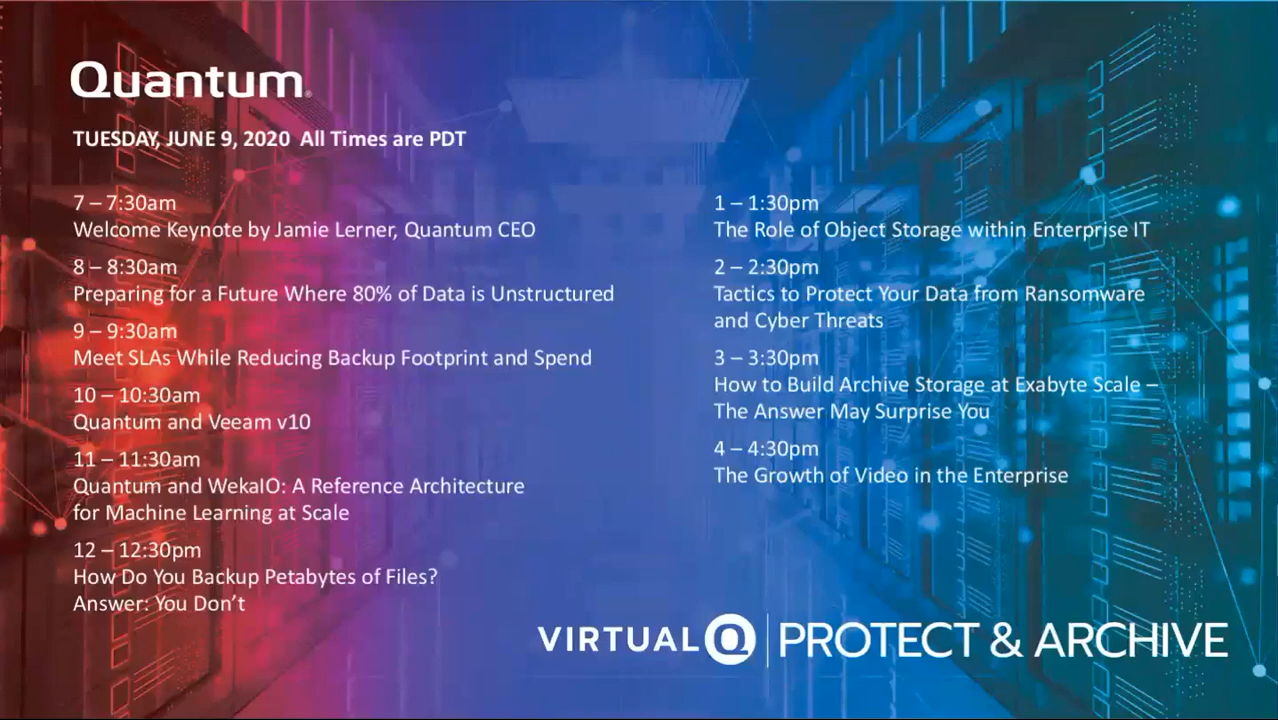 Quantum®
TUESDAY, JUNE 9, 2020 All Times are PDT
7 – 7:30am
Welcome Keynote by Jamie Lerner, Quantum CEO
8 – 8:30am
Preparing for a Future Where 80% of Data is Unstructured
9 – 9:30am
Meet SLAs While Reducing Backup Footprint and Spend
10 – 10:30am
Quantum and Veeam v10
11 – 11:30am
Quantum and WekaIO: A Reference Architecture
for Machine Learning at Scale
12 – 12:30pm
How Do You Backup Petabytes of Files?
Answer: You Don’t
1 – 1:30pm
The Role of Object Storage within Enterprise IT
2 – 2:30pm
Tactics to Protect Your Data from Ransomware
and Cyber Threats
3 – 3:30pm
How to Build Archive Storage at Exabyte Scale –
The Answer May Surprise You
4 – 4:30pm
The Growth of Video in the Enterprise
VIRTUAL Q | PROTECT & ARCHIVE